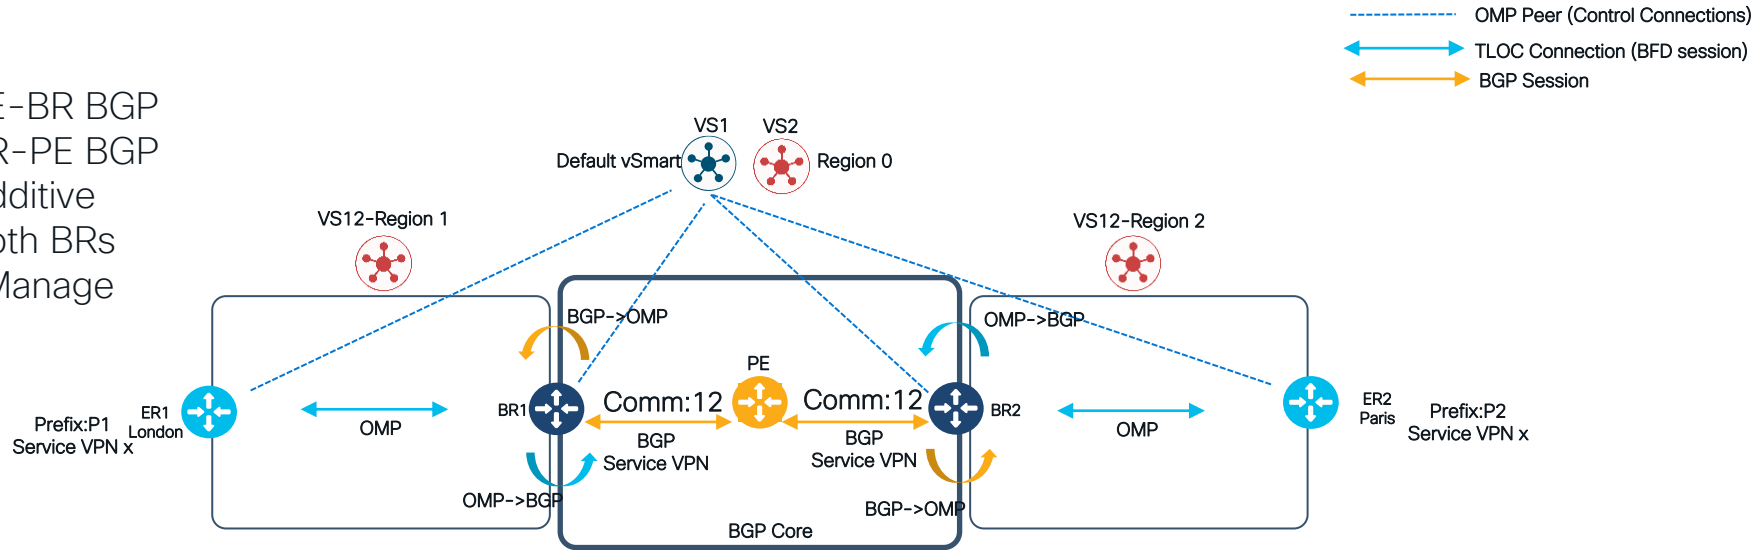 OMP Peer (Control Connections)
TLOC Connection (BFD session)
BGP Session
E-BR BGP
R-PE BGP
dditive
oth BRs
Manage
VS1
VS2
Default vSmart
Region 0
VS12-Region 1
VS12-Region 2
BGP->OMP
OMP->BGP
PE
Comm:12
Comm:12
Prefix:P1
Service VPN x
ER1
London
OMP
BR1
BGP
Service VPN
BGP
Service VPN
BR2
OMP
ER2
Paris
Prefix:P2
Service VPN x
OMP->BGP
BGP->OMP
BGP Core